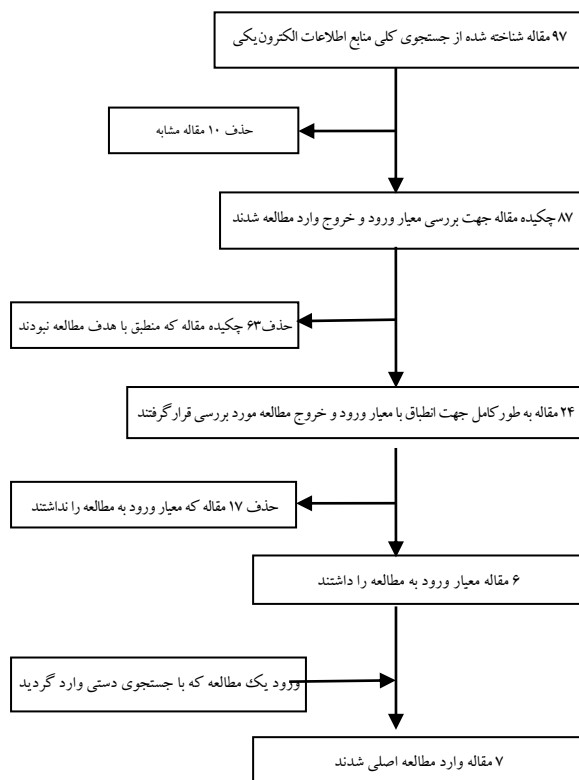 ۹۷ مقاله شناخته شده از جستجوی کلی منابع اطلاعات الکترونیکی
حذف ۱۰ مقاله مشابه
۸۷ چکیده مقاله جهت بررسی معیار ورود و خروج وارد مطالعه شدند
حذف ۶۳ چکیده مقاله که منطبق با هدف مطالعه نبودند
۲۴ مقاله به طور کامل جهت انطباق با معیار ورود و خروج مطالعه مورد بررسی قرار گرفتند
حذف ۱۷ مقاله که معیار ورود به مطالعه را نداشتند
۶ مقاله معیار ورود به مطالعه را داشتند
ورود یک مطالعه که با جستجوی دستی وارد گردید
۷ مقاله وارد مطالعه اصلی شدند